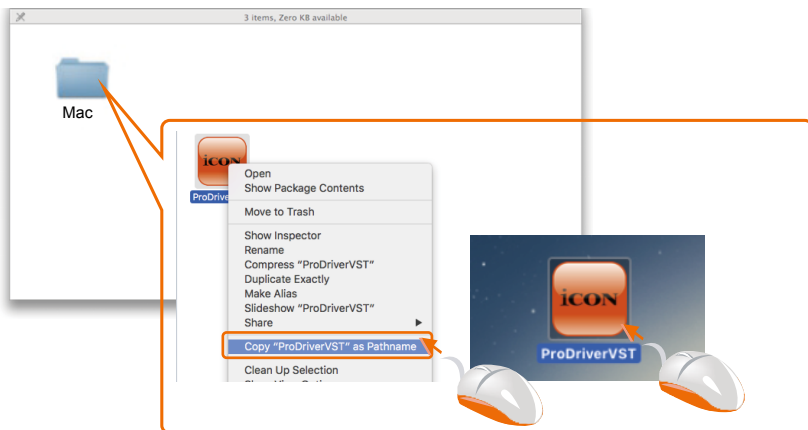 3 items, Zero KB available
Mac
iCON
ProDrive
Open
Show Package Contents
Move to Trash
Show Inspector
Rename
Compress “ProDriverVST”
Duplicate Exactly
Make Alias
Slideshow “ProDriverVST”
Share
Copy “ProDriverVST” as Pathname
Clean Up Selection
iCON
ProDriverVST